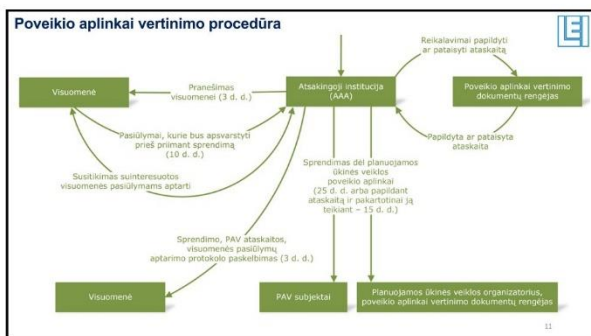 Poveikio aplinkai vertinimo procedūra
LEI
Reikalavimai papildyti
ar pataisyti ataskaitą
Visuomenė
Pranešimas
visuomenei (3 d. d.)
Atsakingoji institucija
(AAA)
Poveikio aplinkai vertinimo
dokumentų rengėjas
Pasiūlymai, kurie bus apsvarstyti
prieš priimant sprendimą
(10 d. d.)
Papildyta ar pataisyta
ataskaita
Susitikimas suinteresuotos
visuomenės pasiūlymams aptarti
Sprendimas dėl planuojamos
ūkinės veiklos
poveikio aplinkai
(25 d. d. arba papildant
ataskaitą ir pakartotinai ją
teikiant – 15 d. d.)
Sprendimo, PAV ataskaitos,
visuomenės pasiūlymų
aptarimo protokolo paskelbimas (3 d. d.)
Visuomenė
PAV subjektai
Planuojamos ūkinės veiklos organizatorius,
poveikio aplinkai vertinimo dokumentų rengėjas
11